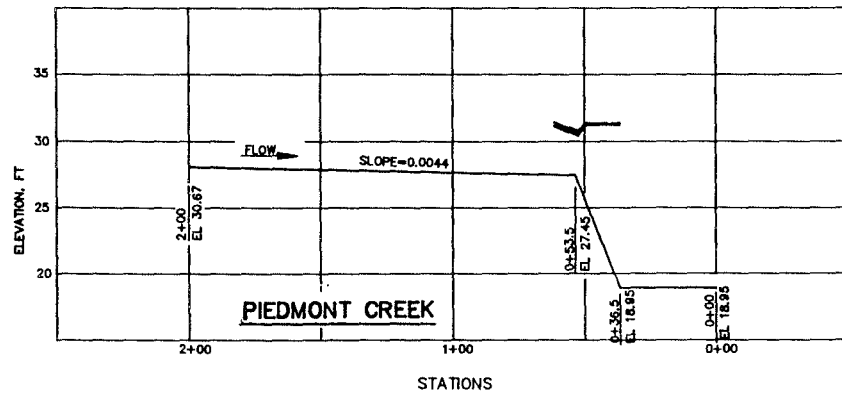 35
30
25
20
ELEVATION, FT
FLOW
SLOPE=0.0044
2+00
EL 30.67
0+53.5
EL 27.45
0+36.5
EL 18.95
0+00
EL 18.95
PIEDMONT CREEK
2+00
1+00
0+00
STATIONS